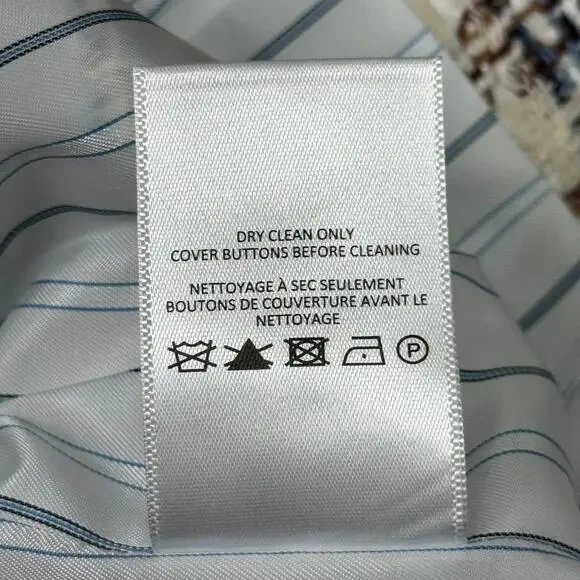 DRY CLEAN ONLY
COVER BUTTONS BEFORE CLEANING
NETTOYAGE À SEC SEULEMENT
BOUTONS DE COUVERTURE AVANT LE
NETTOYAGE
P